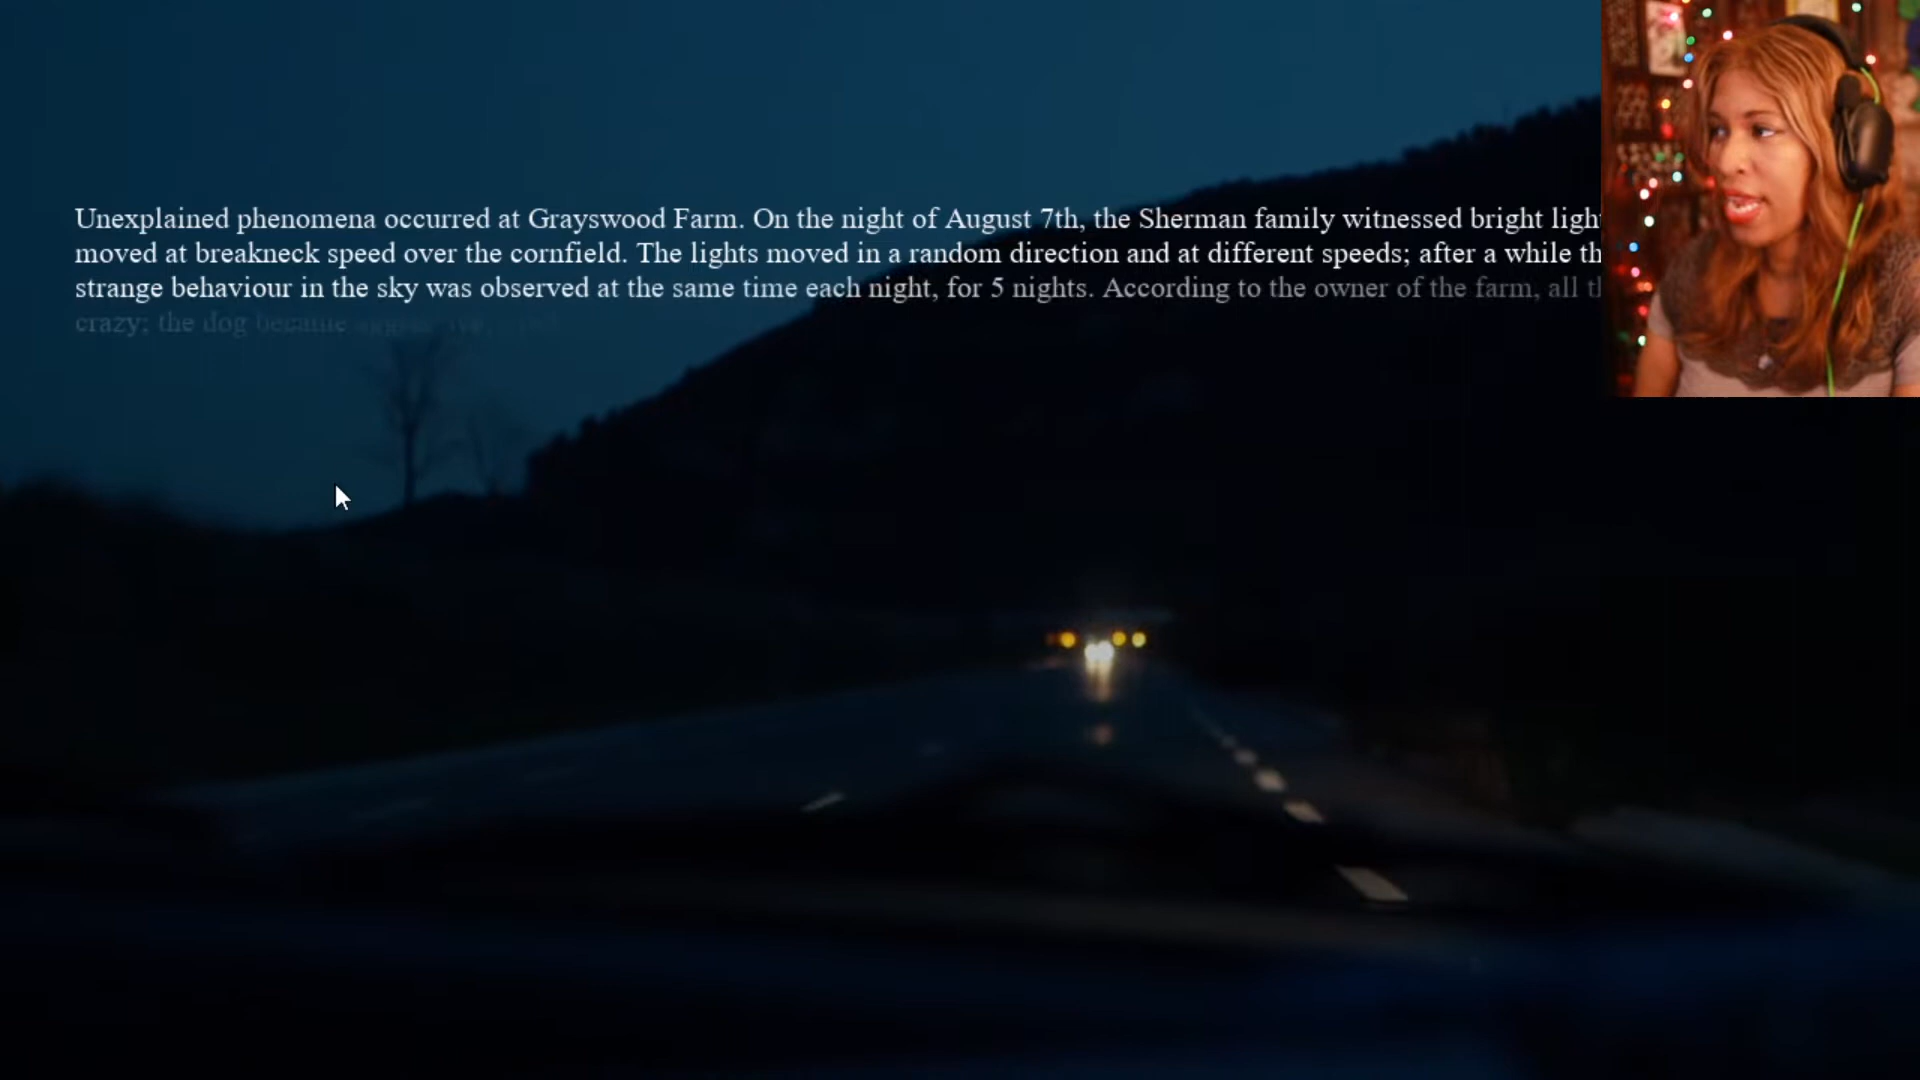 Unexplained phenomena occurred at Grayswood Farm. On the night of August 7th, the Sherman family witnessed bright
moved at breakneck speed over the cornfield. The lights moved in a random direction and at different speeds; after a while
strange behaviour in the sky was observed at the same time each night, for 5 nights. According to the owner of the farm, all
crazy; the dog became